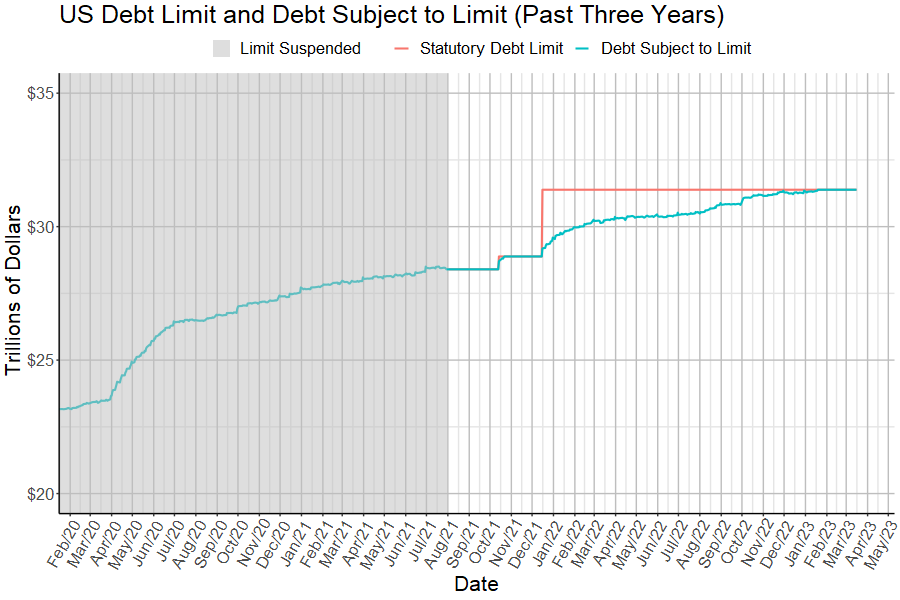 US Debt Limit and Debt Subject to Limit (Past Three Years)
Limit Suspended
Statutory Debt Limit
Debt Subject to Limit
Trillions of Dollars
$35
$30
$25
$20
Feb/20
Mar/20
Apr/20
May/20
Jun/20
Jul/20
Aug/20
Sep/20
Oct/20
Nov/20
Dec/20
Jan/21
Feb/21
Mar/21
Apr/21
May/21
Jun/21
Jul/21
Aug/21
Sep/21
Oct/21
Nov/21
Dec/21
Jan/22
Feb/22
Mar/22
Apr/22
May/22
Jun/22
Jul/22
Aug/22
Sep/22
Oct/22
Nov/22
Dec/22
Jan/23
Feb/23
Mar/23
Apr/23
May/23
Date